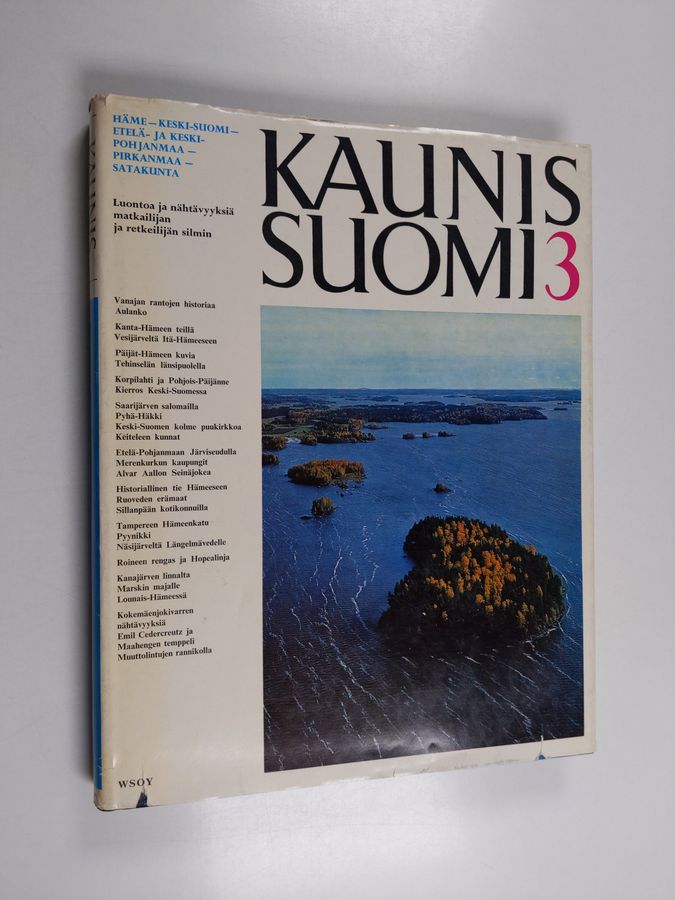 HÄME – KESKI-SUOMI –
ETELÄ- JA KESKI-
POHJANMAA –
PIRKANMAA –
SATAKUNTA
Luontoa ja nähtävyyksiä
matkailijan
ja retkeilijän silmin
KAUNIS
SUOMI 3
Vanajan rantojen historiaa
Aulanko
Kanta-Hämeen teillä
Vesijärveltä Itä-Hämeeseen
Päijät-Hämeen kuvia
Tehinselän länsipuolella
Korpilahti ja Pohjois-Päijänne
Kierros Keski-Suomessa
Saarijärven salomailla
Pyhä-Häkki
Keski-Suomen kolme puukirkkoa
Keiteleen kunnat
Etelä-Pohjanmaan Järviseudulla
Merenkurkun kaupungit
Alvar Aallon Seinäjokea
Historiallinen tie Hämeeseen
Ruoveden erämaat
Sillanpään kotikonnuilla
Tampereen Hämeenkatu
Pyynikki
Näsijärveltä Längelmävedelle
Roineen rengas ja Hopealinja
Kanajärven linnalta
Marskin majalle
Lounais-Hämeessä
Kokemäenjokivarren
nähtävyyksiä
Emil Cedercreutz ja
Maahengen temppeli
Muuttolintujen rannikolla
WSOY
KAUNIS